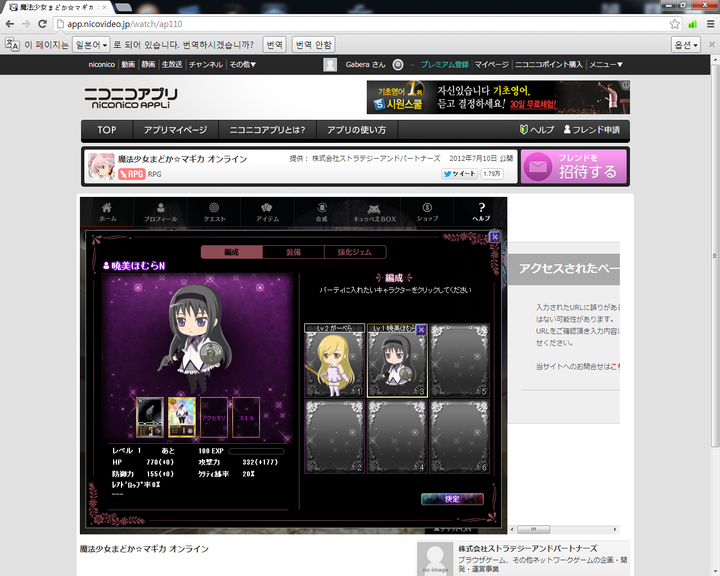 魔法少女まどか☆マギカ
app.nicovideo.jp/watch/ap110
이 페이지는 일본어 로 되어 있습니다. 번역하시겠습니까? 번역 번역 안함 옵션
niconico 動画 静画 生放送 チャンネル その他▼ Gabera さん プレミアム登録 マイページ ニコニコポイント購入 メニュー▼
ニコニコアプリ
NICONICO APPLI
기초영어 1위 시원스쿨
자신있습니다 기초영어.
듣고 결정하세요! 30일 무료체험!
TOP アプリマイページ ニコニコアプリとは? アプリの使い方 ヘルプ フレンド申請
魔法少女まどか☆マギカ オンライン 提供： 株式会社ストラテジーアンドパートナーズ 2012年7月10日 公開
RPG RPG ツイート 1.79万
フレンドを
招待する
ホーム プロフィール クエスト アイテム 合成 キュゥべえBOX ショップ ヘルプ
編成 装備 強化ジェム
暁美ほむらN
編成
パーティに入れたいキャラクターをクリックしてください
Lv.2 がーべら Lv.1 暁美ほむら
1 3 5
2 4 6
アクセサリ スキル
レベル 1 あと 100 EXP
HP 770(+0) 攻撃力 332(+177)
防御力 155(+0) クリティカル率 20%
レアドロップ率0%
---
決定
アクセスされたペー
入力されたURLに誤りがある
はない可能性があります。
URLをご確認頂き入力内容に
せください。
当サイトへのお問合せはこち
魔法少女まどか☆マギカ オンライン
no image
株式会社ストラテジーアンドパートナーズ
ブラウザゲーム、その他ネットワークゲームの企画・開
発・運営事業